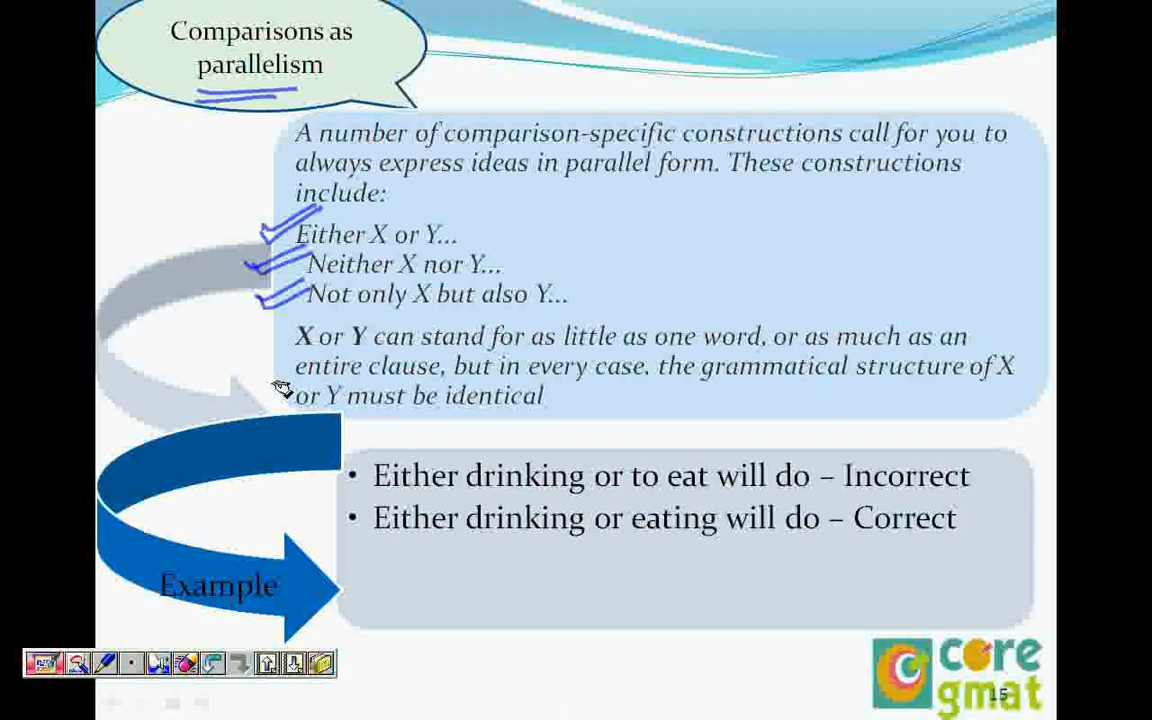 Comparisons as
parallelism
A number of comparison-specific constructions call for you to
always express ideas in parallel form. These constructions
include:
Either X or Y...
Neither X nor Y...
Not only X but also Y...
X or Y can stand for as little as one word, or as much as an
entire clause, but in every case, the grammatical structure of X
or Y must be identical
• Either drinking or to eat will do – Incorrect
• Either drinking or eating will do – Correct
Example
core
gmat
15